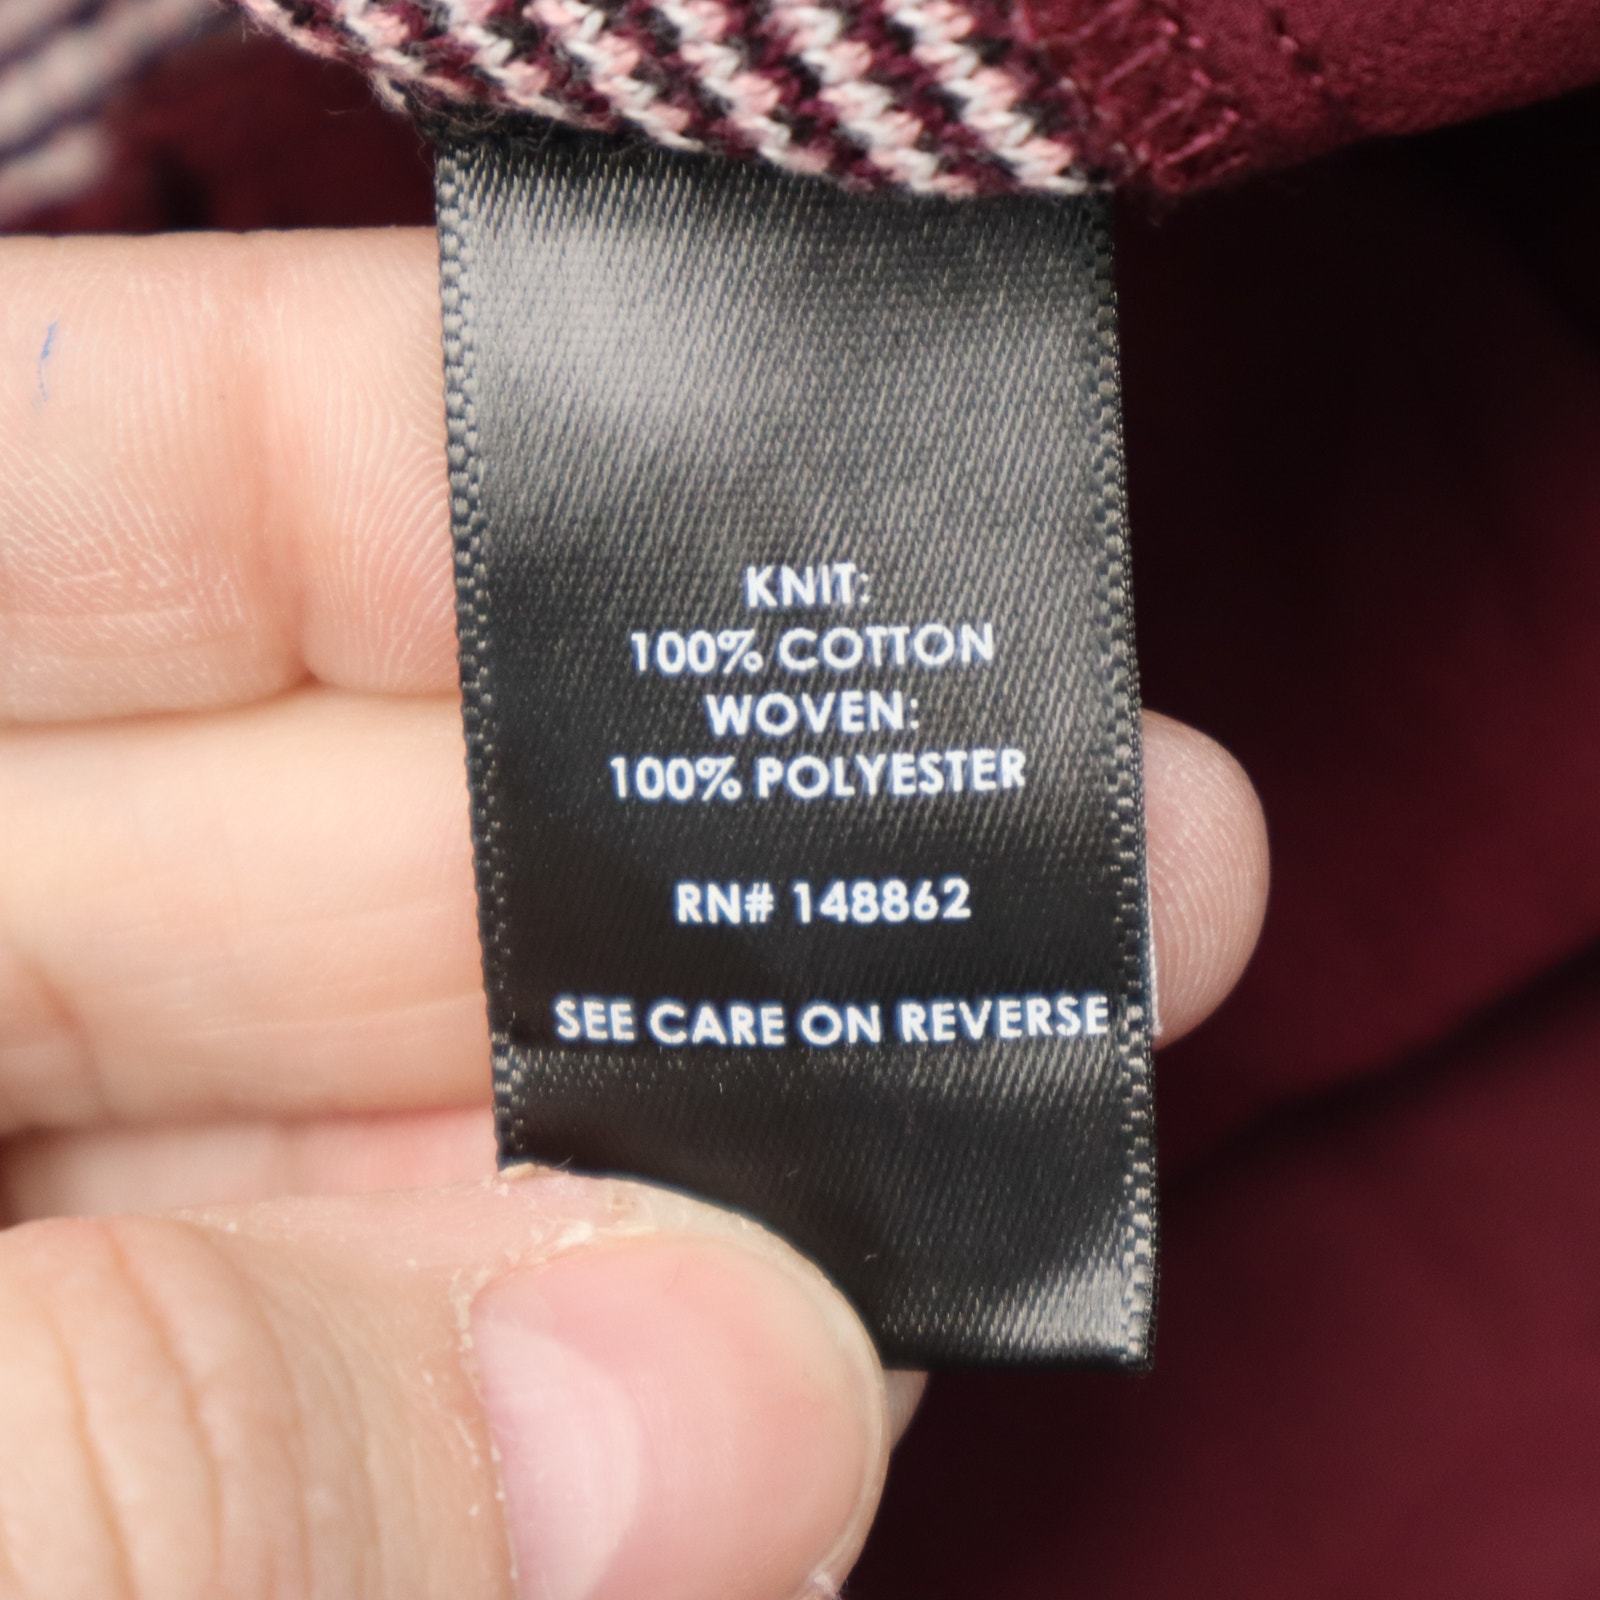 KNIT:
100% COTTON
WOVEN:
100% POLYESTER
RN# 148862
SEE CARE ON REVERSE